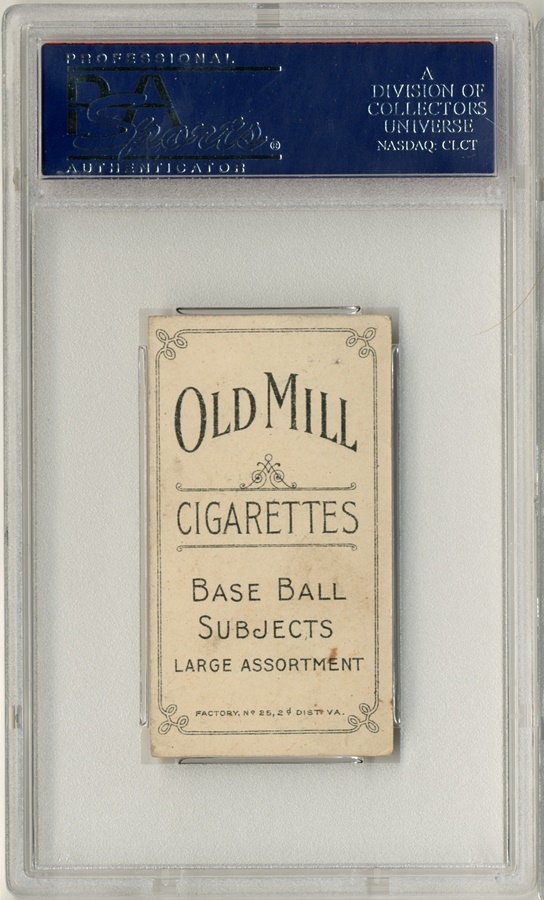 PROFESSIONAL
PSA
Sports®
AUTHENTICATOR
A
DIVISION OF
COLLECTORS
UNIVERSE
NASDAQ: CLCT
OLD MILL
CIGARETTES
BASE BALL
SUBJECTS
LARGE ASSORTMENT
FACTORY, Nº 25, 2ᵈ DISTᵗ VA.